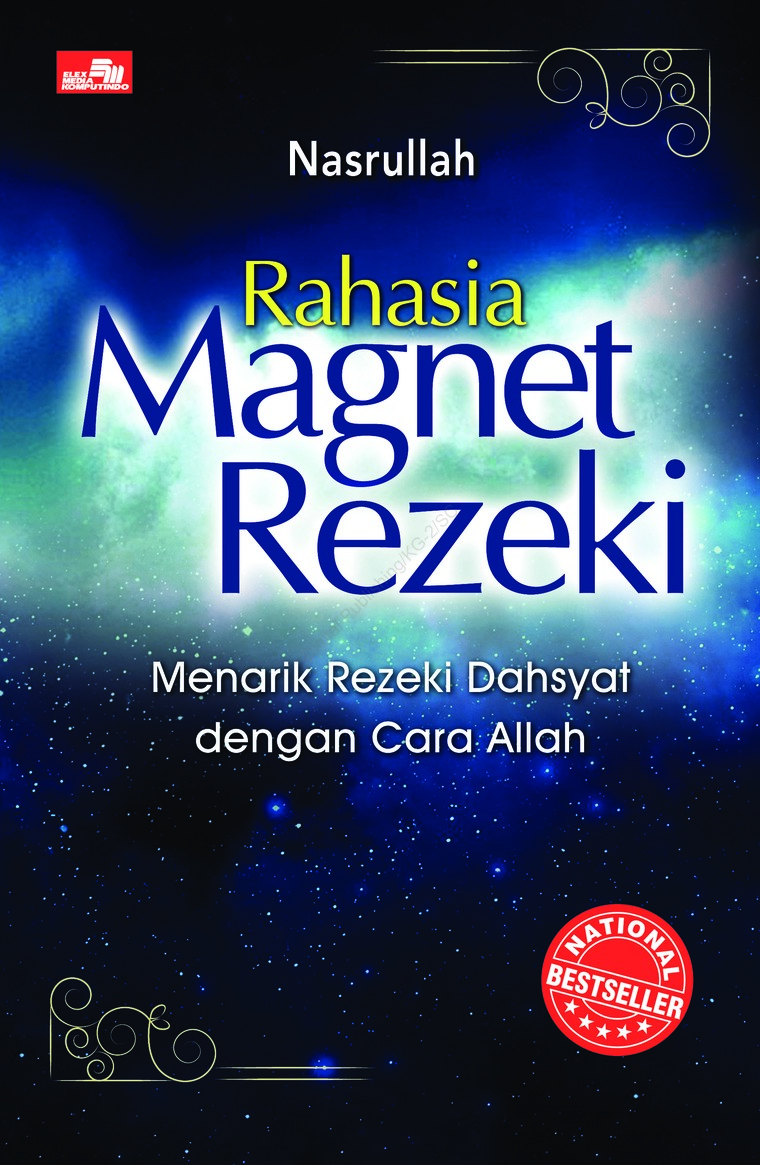 ELEX
MEDIA
KOMPUTINDO
Nasrullah
Rahasia
Magnet
Rezeki
Menarik Rezeki Dahsyat
dengan Cara Allah
NATIONAL
BESTSELLER